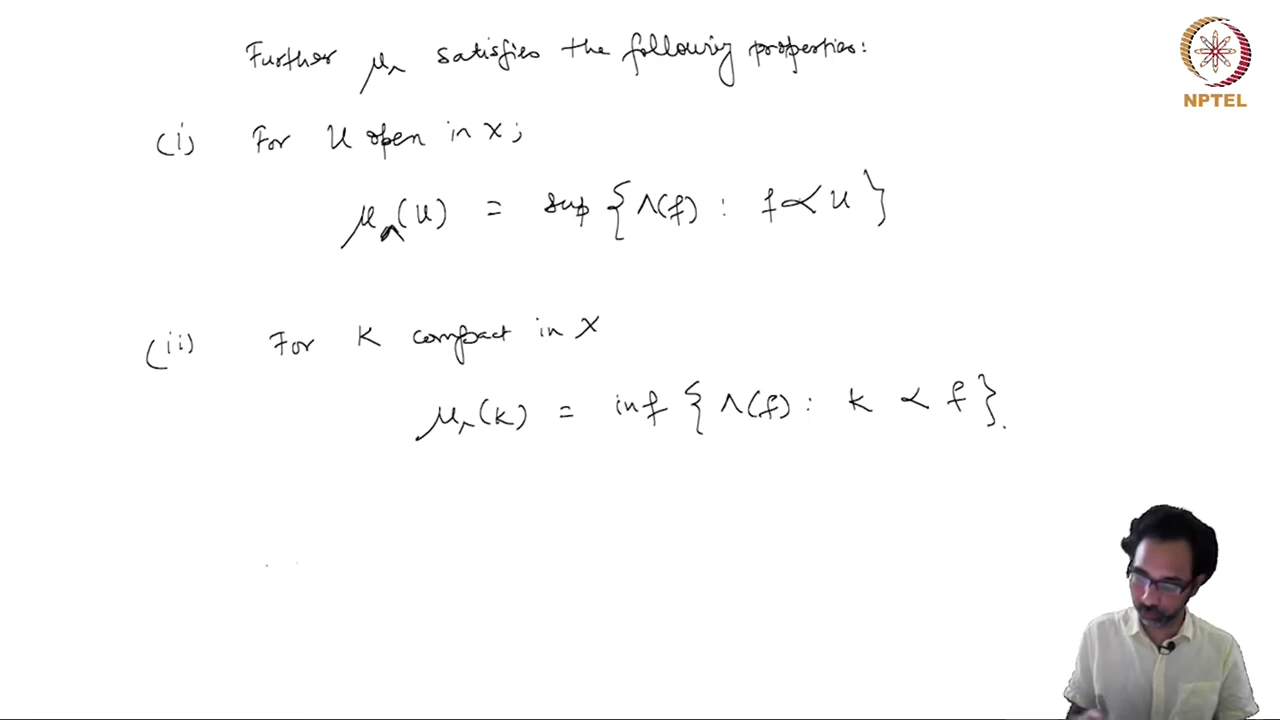 Further μ_Λ satisfies the following properties:
NPTEL
(i) For U open in X;
μ_Λ(U) = sup { Λ(f) : f ≺ U }
(ii) For K compact in X
μ_Λ(K) = inf { Λ(f) : K ≺ f }.